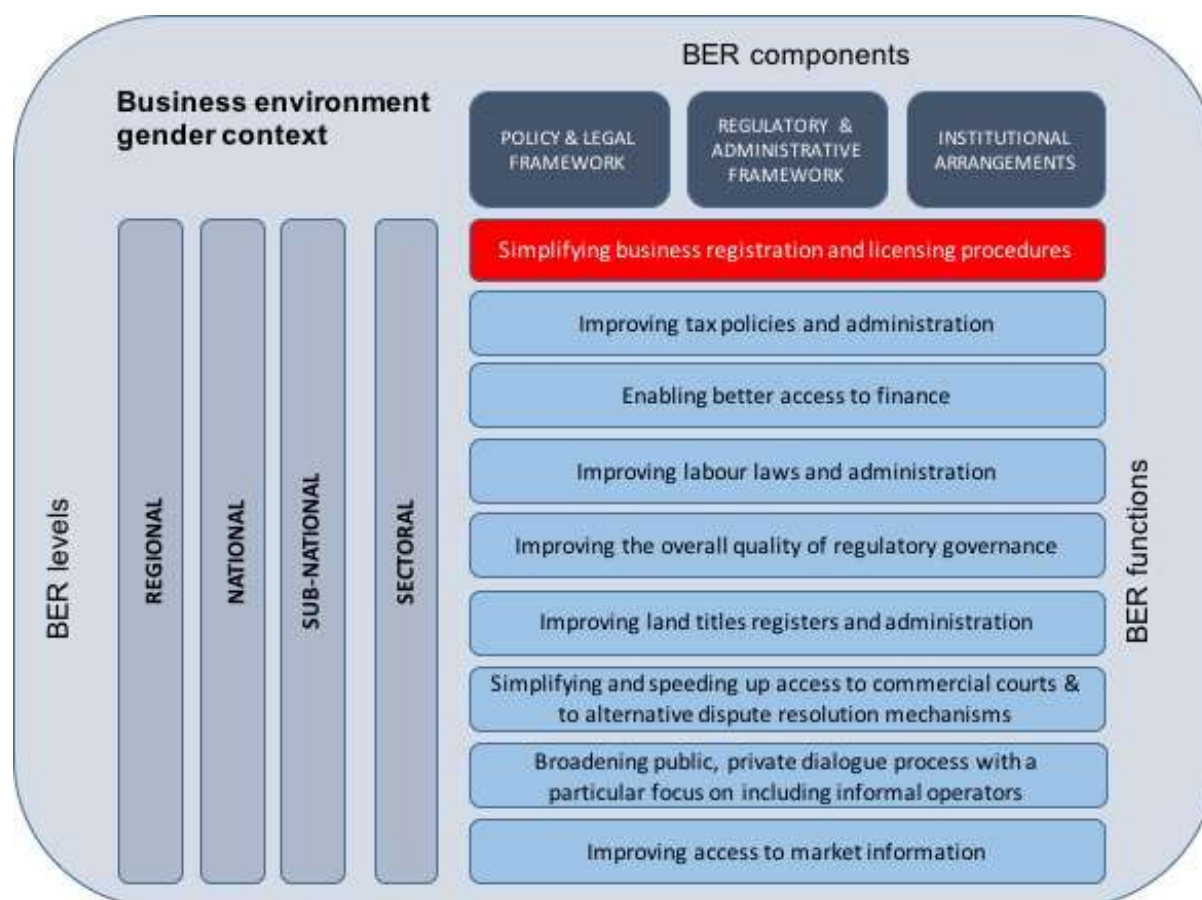 BER components
Business environment
gender context
POLICY & LEGAL
FRAMEWORK
REGULATORY &
ADMINISTRATIVE
FRAMEWORK
INSTITUTIONAL
ARRANGEMENTS
BER levels
REGIONAL
NATIONAL
SUB-NATIONAL
SECTORAL
Simplifying business registration and licensing procedures
Improving tax policies and administration
Enabling better access to finance
Improving labour laws and administration
Improving the overall quality of regulatory governance
Improving land titles registers and administration
Simplifying and speeding up access to commercial courts &
to alternative dispute resolution mechanisms
Broadening public, private dialogue process with a
particular focus on including informal operators
Improving access to market information
BER functions